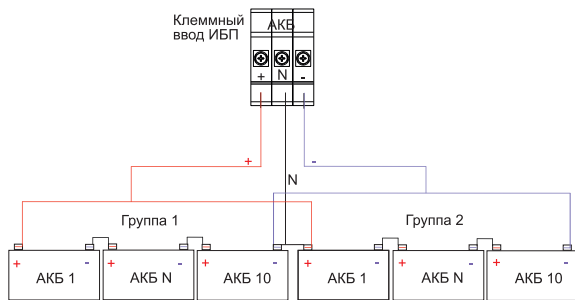 Клеммный
ввод ИБП
АКБ
+ N -
+ -
N
Группа 1 Группа 2
+ - + - + - + - + - + -
АКБ 1 АКБ N АКБ 10 АКБ 1 АКБ N АКБ 10